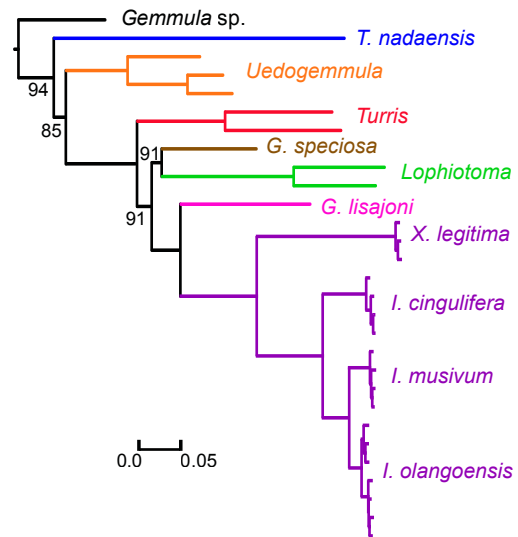 Gemmula sp.
T. nadaensis
94
Uedogemmula
85
Turris
91
G. speciosa
Lophiotoma
91
G. lisajoni
X. legitima
I. cingulifera
I. musivum
0.0 0.05
I. olangoensis